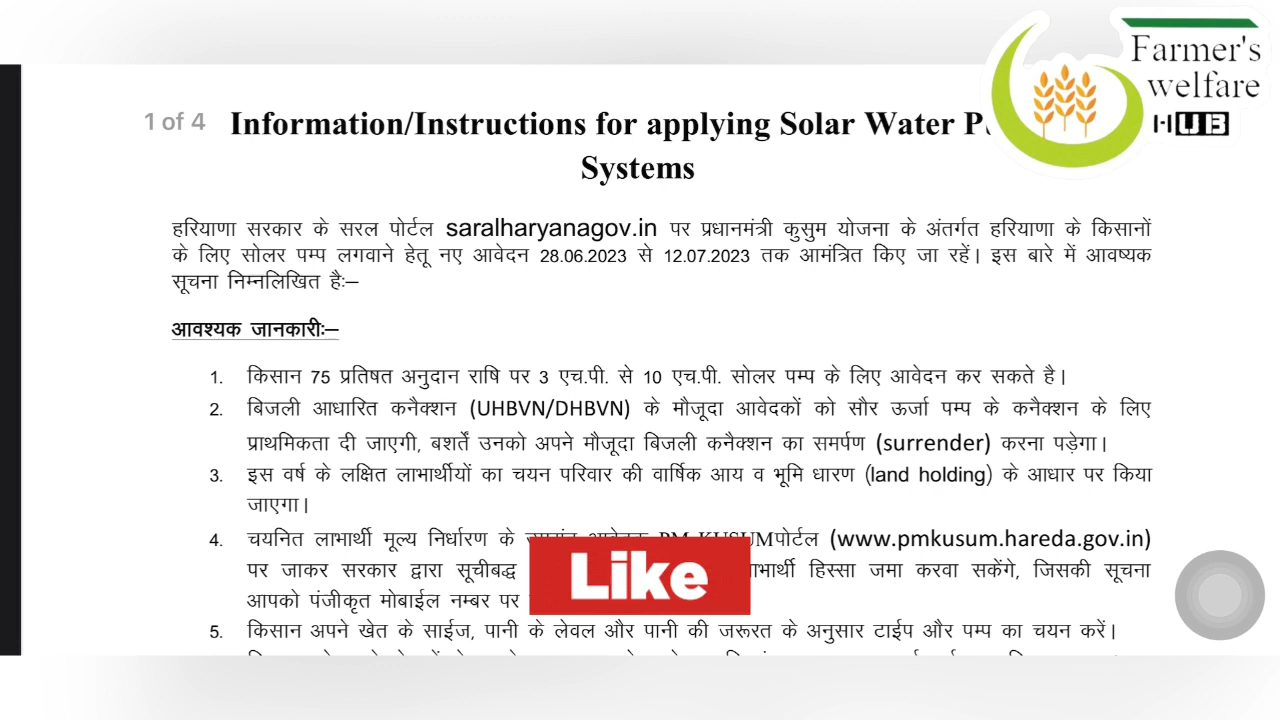 Farmer's
welfare
HUB
1 of 4
Information/Instructions for applying Solar Water
Systems
हरियाणा सरकार के सरल पोर्टल saralharyanagov.in पर प्रधानमंत्री कुसुम योजना के अंतर्गत हरियाणा के किसानों
के लिए सोलर पम्प लगवाने हेतू नए आवेदन 28.06.2023 से 12.07.2023 तक आमंत्रित किए जा रहें। इस बारे में आवष्यक
सूचना निम्नलिखित हैः–
आवश्यक जानकारीः–
1. किसान 75 प्रतिषत अनुदान राषि पर 3 एच.पी. से 10 एच.पी. सोलर पम्प के लिए आवेदन कर सकते है।
2. बिजली आधारित कनैक्शन (UHBVN/DHBVN) के मौजूदा आवेदकों को सौर ऊर्जा पम्प के कनैक्शन के लिए
प्राथमिकता दी जाएगी, बशर्तें उनको अपने मौजूदा बिजली कनैक्शन का समर्पण (surrender) करना पड़ेगा।
3. इस वर्ष के लक्षित लाभार्थीयों का चयन परिवार की वार्षिक आय व भूमि धारण (land holding) के आधार पर किया
जाएगा।
4. चयनित लाभार्थी मूल्य निर्धारण के PM KUSUMपोर्टल (www.pmkusum.hareda.gov.in)
पर जाकर सरकार द्वारा सूचीबद्ध हिस्सा जमा करवा सकेंगे, जिसकी सूचना
आपको पंजीकृत मोबाईल नम्बर पर
Like
5. किसान अपने खेत के साईज, पानी के लेवल और पानी की जरूरत के अनुसार टाईप और पम्प का चयन करें।